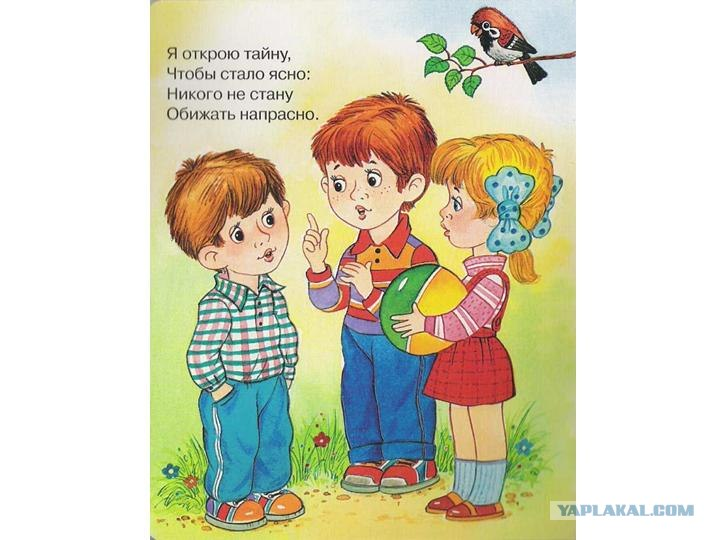 Я открою тайну,
Чтобы стало ясно:
Никого не стану
Обижать напрасно.
YAPLAKAL.COM